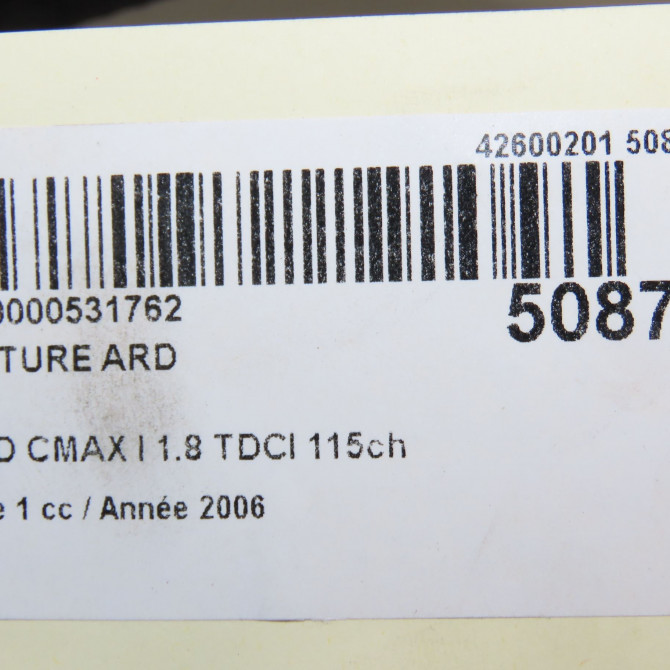 42600201 508
0000531762
5087
TURE ARD
D CMAX I 1.8 TDCI 115ch
e 1 cc / Année 2006